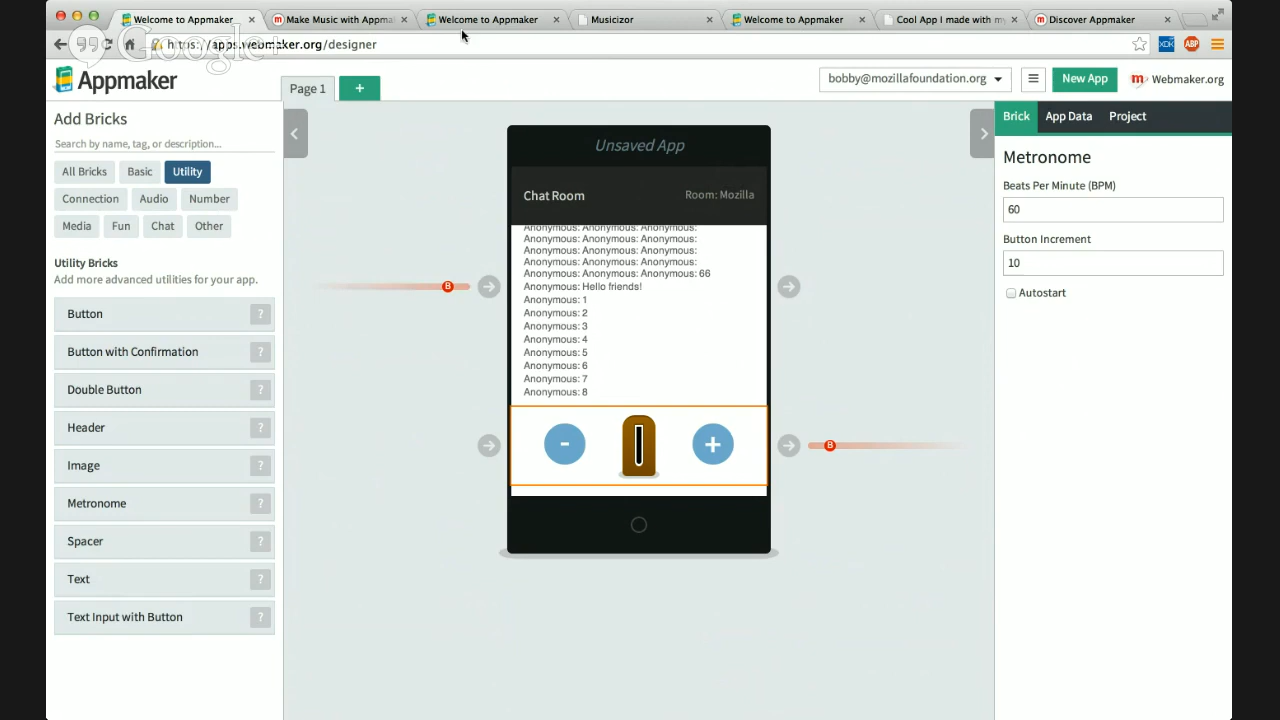 Welcome to Appmaker
Make Music with Appma
Welcome to Appmaker
Musicizor
Welcome to Appmaker
Cool App I made with m
Discover Appmaker
Google+
https://apps.webmaker.org/designer
XDK
ABP
Appmaker
Page 1
+
bobby@mozillafoundation.org
New App
m Webmaker.org
Add Bricks
Search by name, tag, or description...
All Bricks
Basic
Utility
Connection
Audio
Number
Media
Fun
Chat
Other
Utility Bricks
Add more advanced utilities for your app.
Button ?
Button with Confirmation ?
Double Button ?
Header ?
Image ?
Metronome ?
Spacer ?
Text ?
Text Input with Button ?
Unsaved App
Chat Room
Room: Mozilla
Anonymous: Anonymous: Anonymous:
Anonymous: Anonymous: Anonymous:
Anonymous: Anonymous: Anonymous:
Anonymous: Anonymous: Anonymous:
Anonymous: Anonymous: Anonymous: 66
Anonymous: Hello friends!
Anonymous: 1
Anonymous: 2
Anonymous: 3
Anonymous: 4
Anonymous: 5
Anonymous: 6
Anonymous: 7
Anonymous: 8
B
- +
B
Brick
App Data
Project
Metronome
Beats Per Minute (BPM)
60
Button Increment
10
Autostart